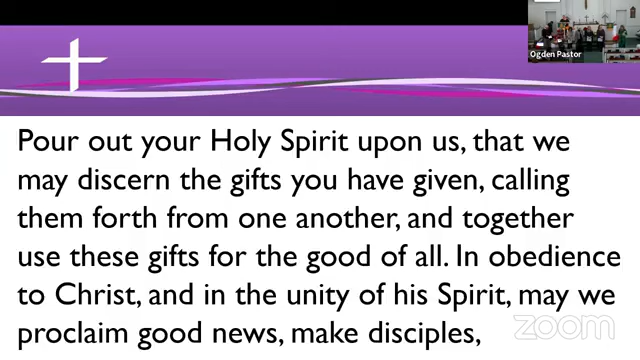 Ogden Pastor
Pour out your Holy Spirit upon us, that we
may discern the gifts you have given, calling
them forth from one another, and together
use these gifts for the good of all. In obedience
to Christ, and in the unity of his Spirit, may we
proclaim good news, make disciples,
zoom